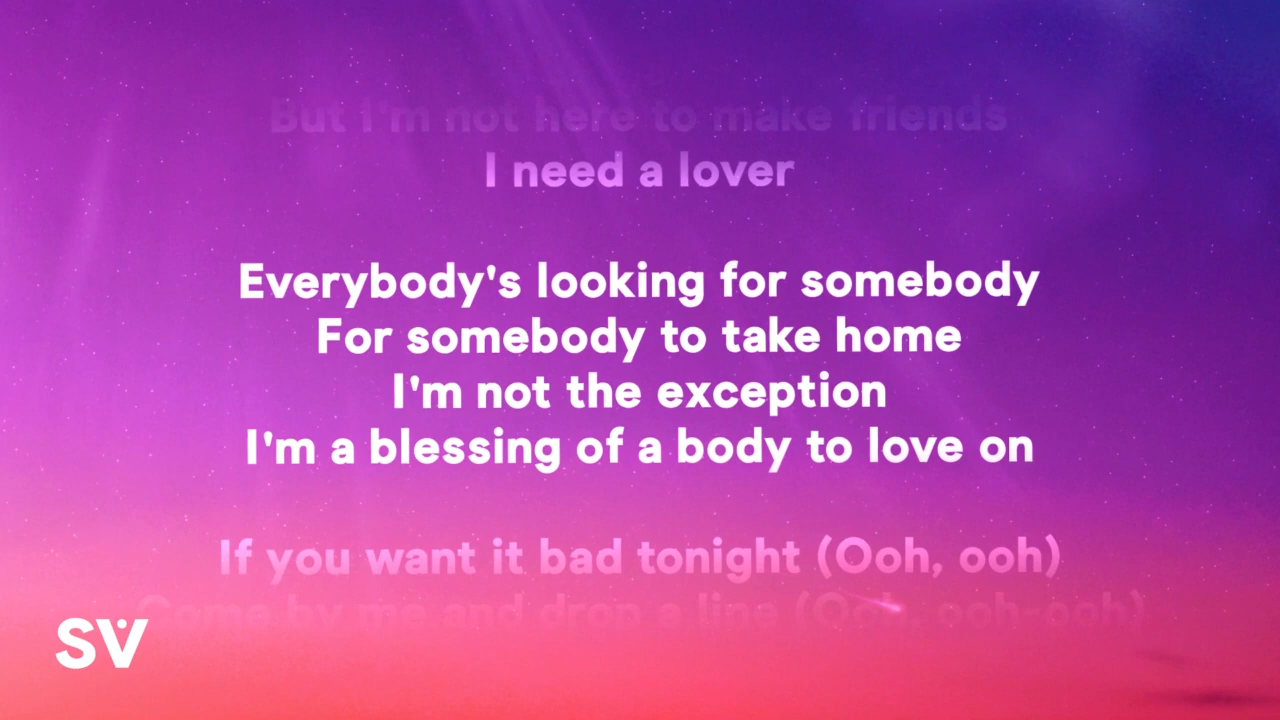 But I'm not here to make friends
I need a lover
Everybody's looking for somebody
For somebody to take home
I'm not the exception
I'm a blessing of a body to love on
If you want it bad tonight (Ooh, ooh)
Come by me and drop a line (Ooh, ooh-ooh)
SV